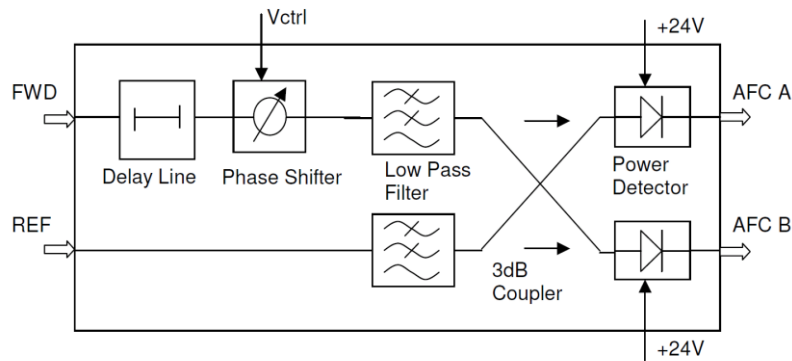 Vctrl
+24V
FWD
AFC A
Delay Line
Phase Shifter
Low Pass
Filter
Power
Detector
REF
AFC B
3dB
Coupler
+24V